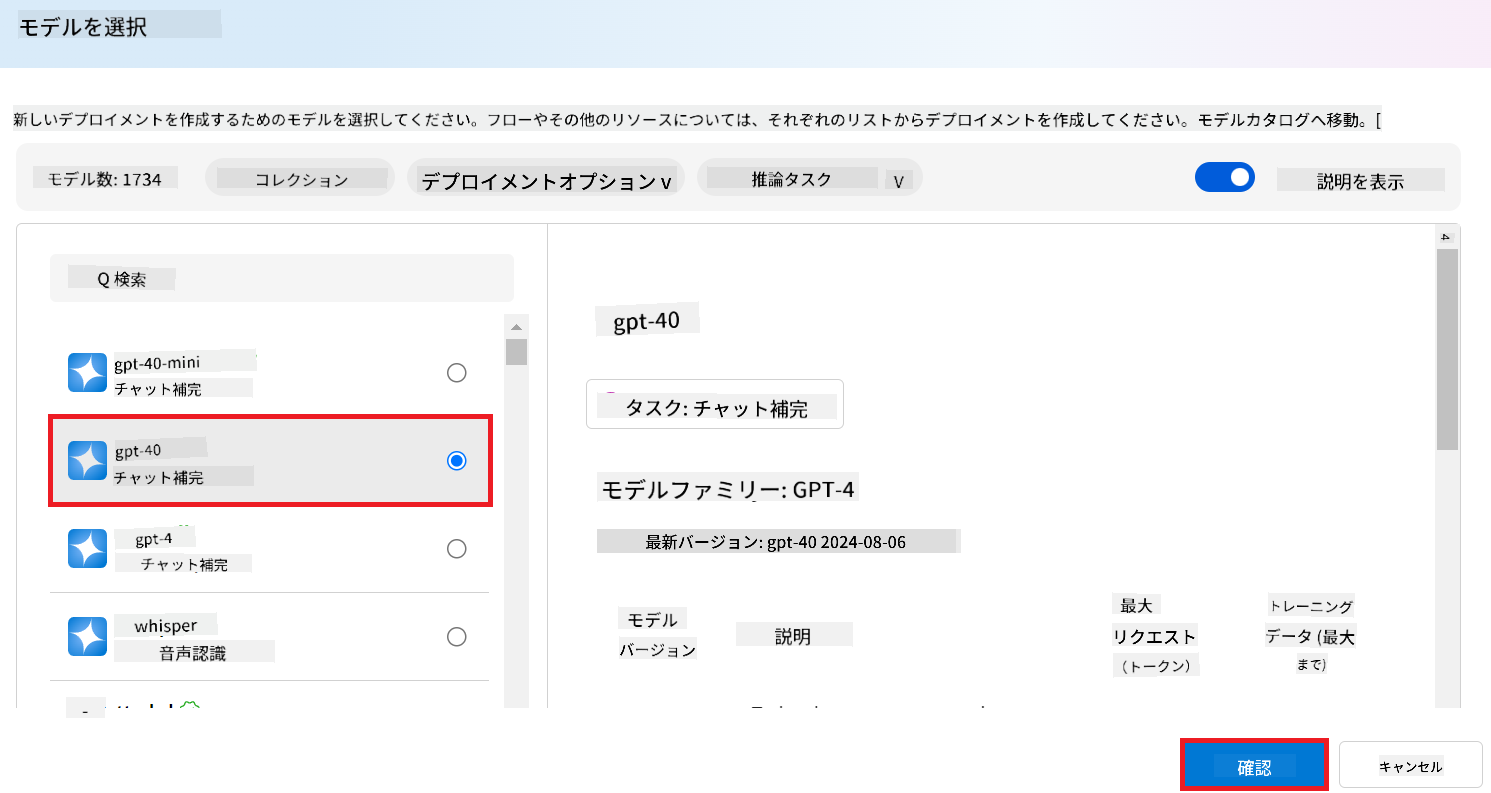 モデルを選択
新しいデプロイメントを作成するためのモデルを選択してください。フローやその他のリソースについては、それぞれのリストからデプロイメントを作成してください。モデルカタログへ移動。[
モデル数: 1734
コレクション
デプロイメントオプション v
推論タスク V
説明を表示
Q 検索
gpt-40-mini
チャット補完
gpt-40
チャット補完
gpt-4
チャット補完
whisper
音声認識
gpt-40
タスク: チャット補完
モデルファミリー: GPT-4
最新バージョン: gpt-40 2024-08-06
モデル
バージョン
説明
最大
リクエスト
（トークン）
トレーニング
データ (最大
まで)
確認
キャンセル